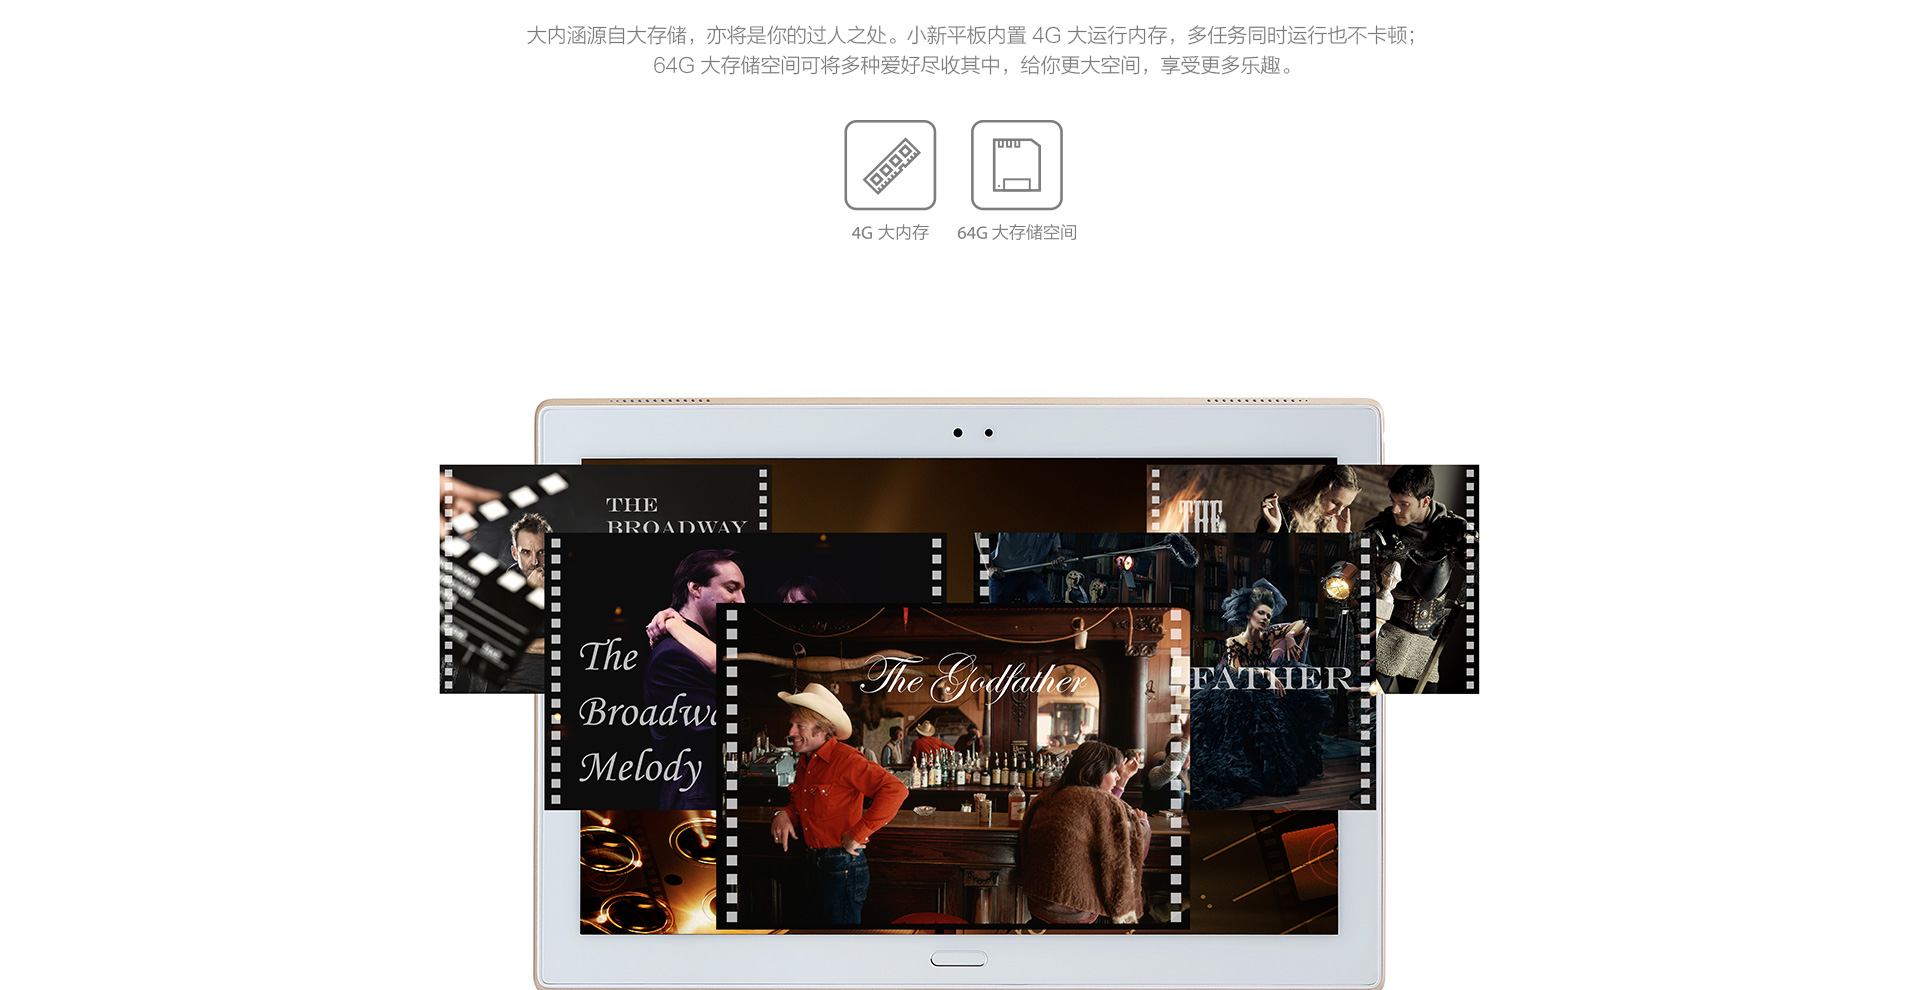 大内涵源自大存储，亦将是你的过人之处。小新平板内置 4G 大运行内存，多任务同时运行也不卡顿；
64G 大存储空间可将多种爱好尽收其中，给你更大空间，享受更多乐趣。
4G 大内存
64G 大存储空间
THE
BROADWAY
THE
The
Broadwa
Melody
The Godfather
FATHER